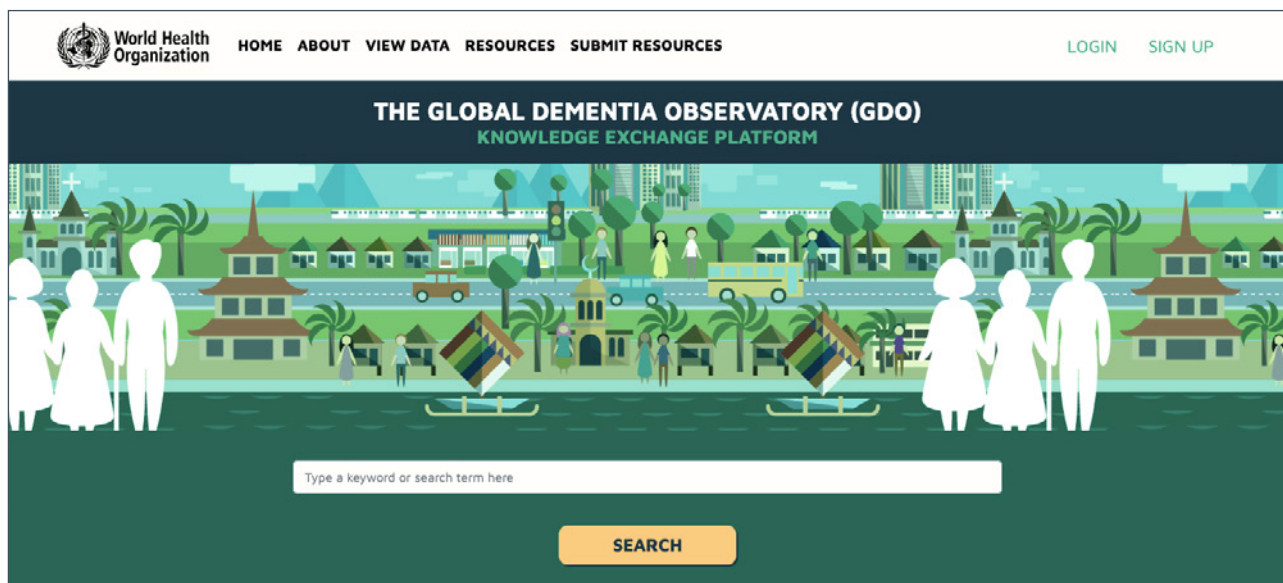 World Health
Organization
HOME ABOUT VIEW DATA RESOURCES SUBMIT RESOURCES
LOGIN SIGN UP
THE GLOBAL DEMENTIA OBSERVATORY (GDO)
KNOWLEDGE EXCHANGE PLATFORM
Type a keyword or search term here
SEARCH